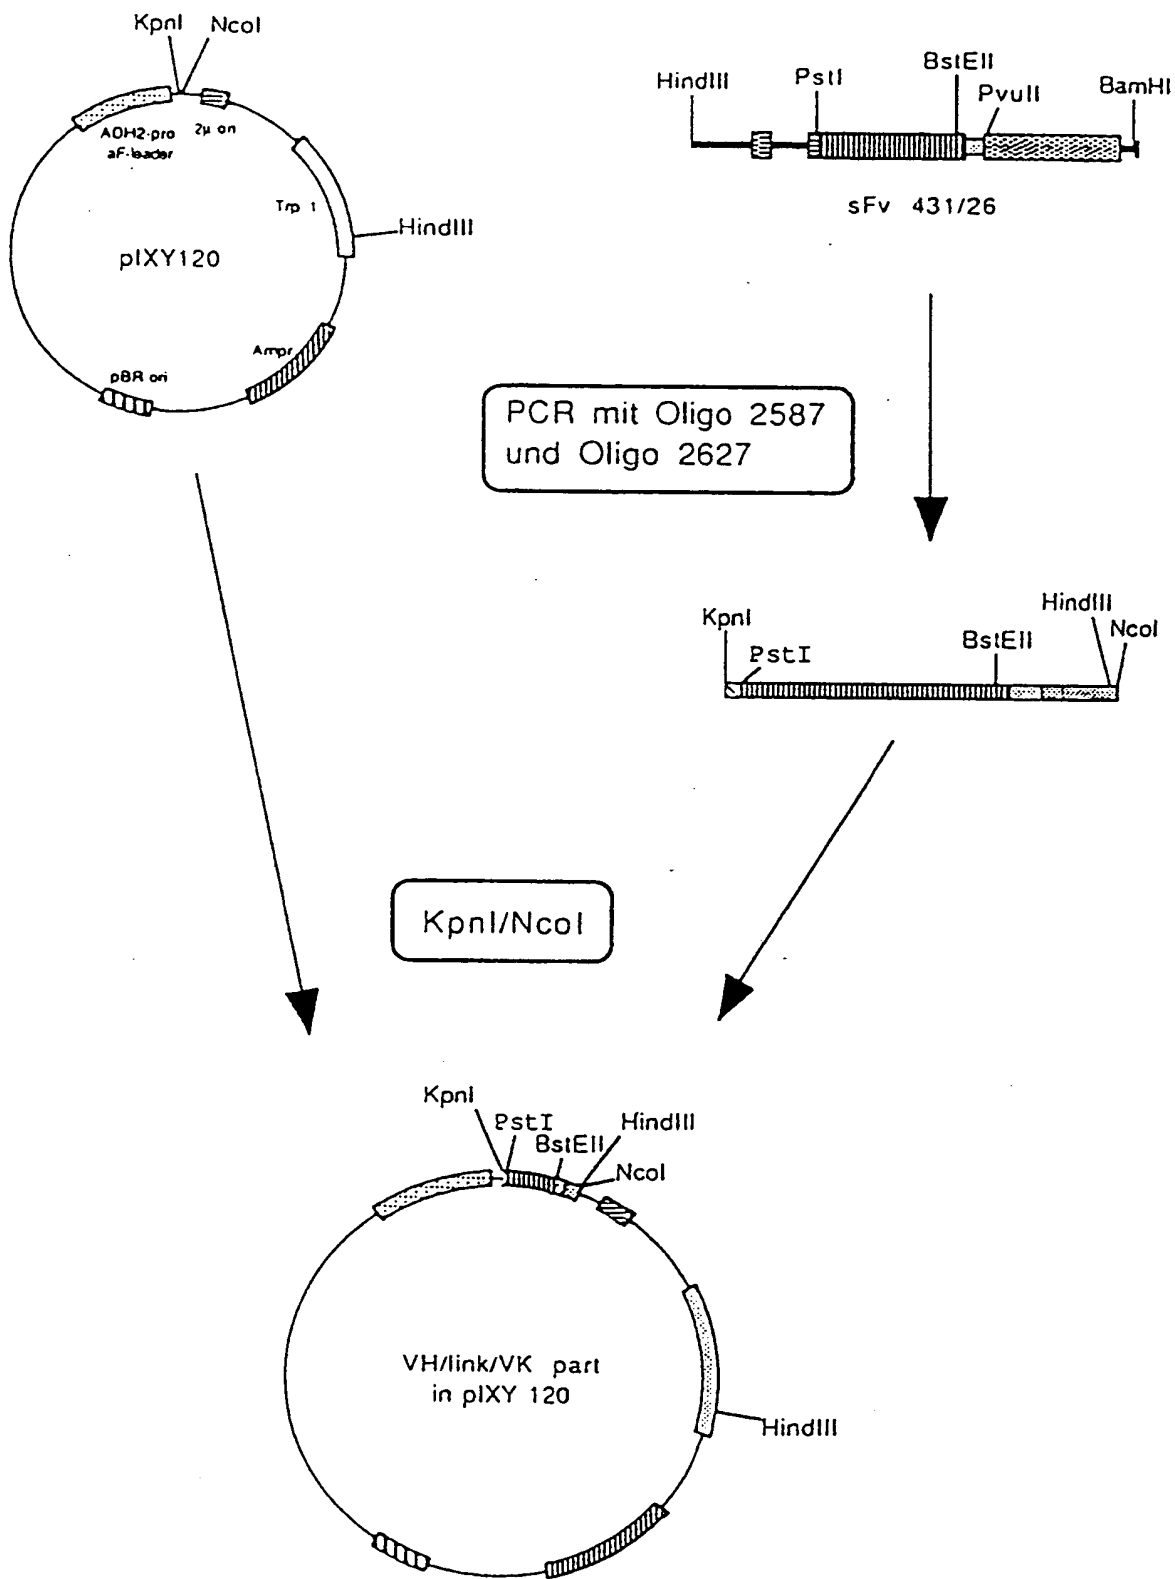 KpnI
NcoI
ADH2-pro
aF-leader
2µ ori
Trp 1
HindIII
pIXY120
Ampr
pBR ori
HindIII
PstI
BstEII
PvuII
BamHI
sFv 431/26
PCR mit Oligo 2587
und Oligo 2627
KpnI
PstI
BstEII
HindIII
NcoI
KpnI/NcoI
KpnI
PstI
BstEII
HindIII
NcoI
VH/link/VK part
in pIXY 120
HindIII